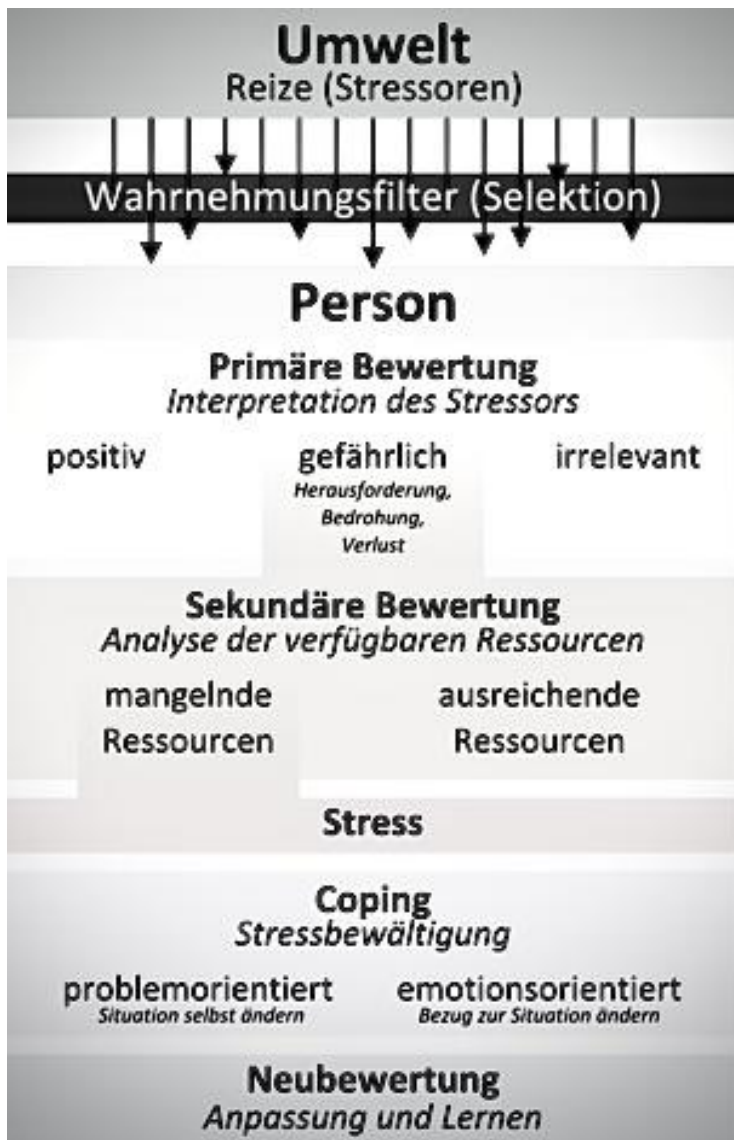 Umwelt
Reize (Stressoren)
Wahrnehmungsfilter (Selektion)
Person
Primäre Bewertung
Interpretation des Stressors
positiv gefährlich irrelevant
Herausforderung,
Bedrohung,
Verlust
Sekundäre Bewertung
Analyse der verfügbaren Ressourcen
mangelnde ausreichende
Ressourcen Ressourcen
Stress
Coping
Stressbewältigung
problemorientiert emotionsorientiert
Situation selbst ändern Bezug zur Situation ändern
Neubewertung
Anpassung und Lernen